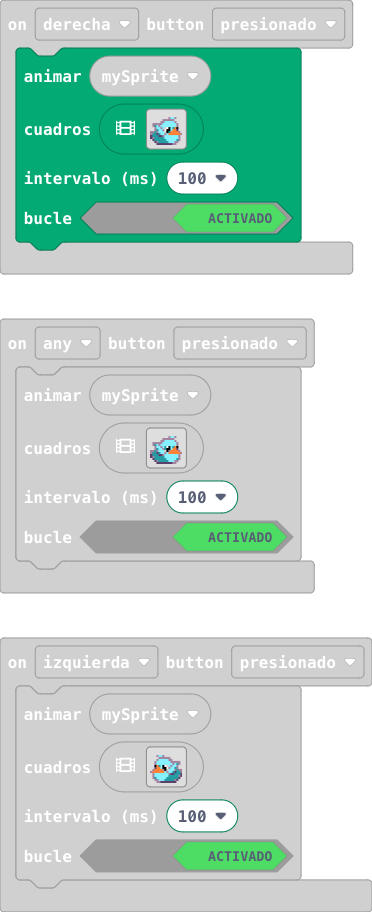 on derecha button presionado
animar mySprite
cuadros
intervalo (ms) 100
bucle ACTIVADO
on any button presionado
animar mySprite
cuadros
intervalo (ms) 100
bucle ACTIVADO
on izquierda button presionado
animar mySprite
cuadros
intervalo (ms) 100
bucle ACTIVADO